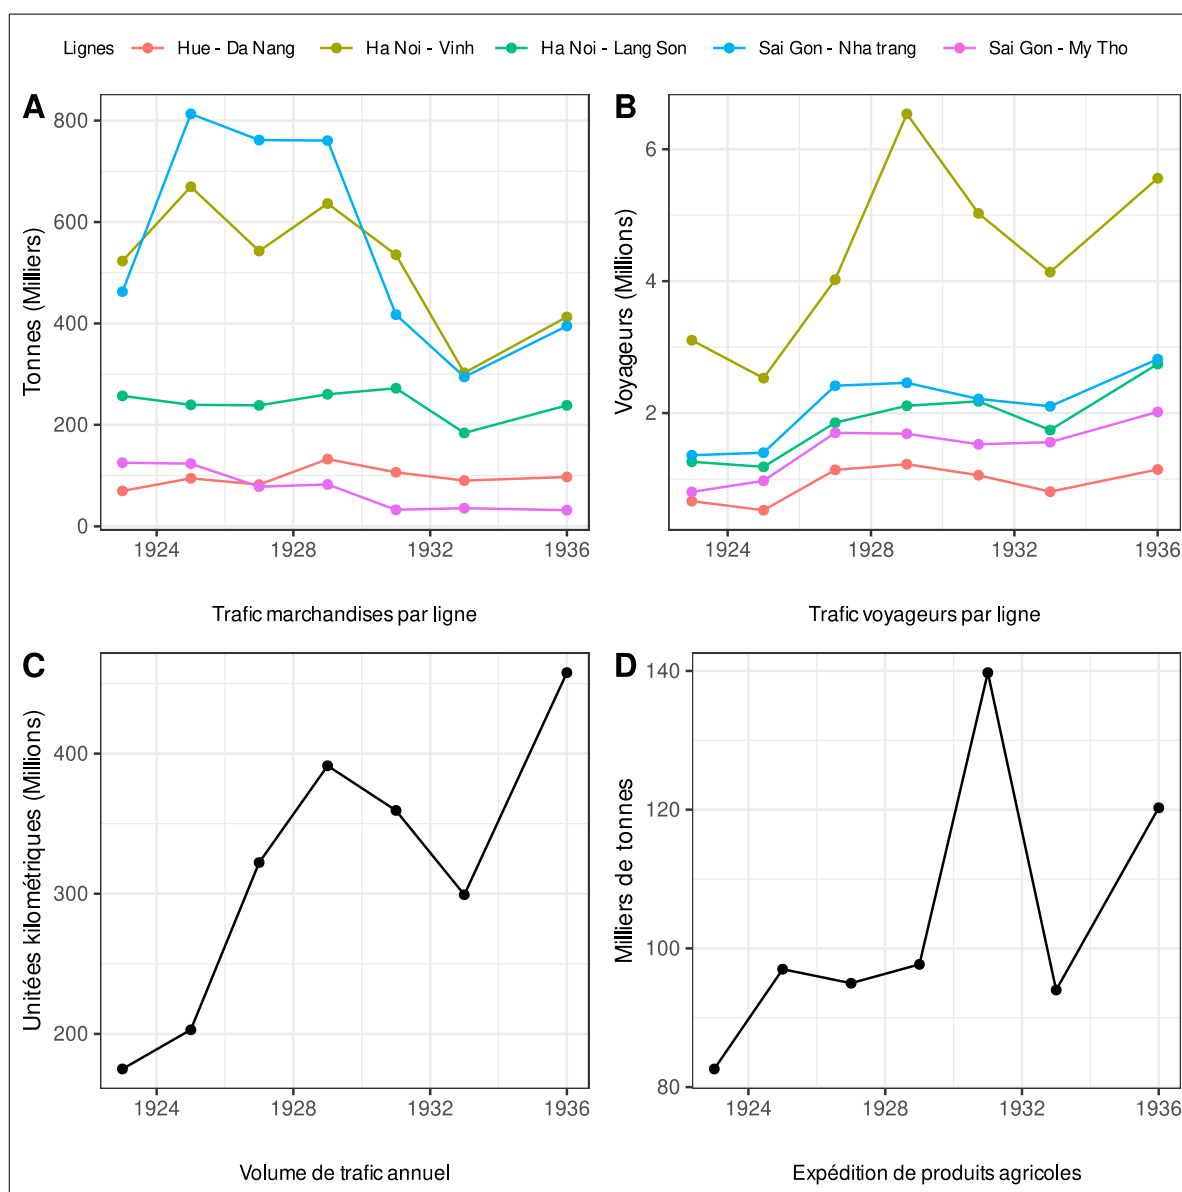 Lignes Hue - Da Nang Ha Noi - Vinh Ha Noi - Lang Son Sai Gon - Nha trang Sai Gon - My Tho
A
Tonnes (Milliers)
800
600
400
200
0
1924 1928 1932 1936
Trafic marchandises par ligne
B
Voyageurs (Millions)
6
4
2
1924 1928 1932 1936
Trafic voyageurs par ligne
C
Unitées kilométriques (Millions)
400
300
200
1924 1928 1932 1936
Volume de trafic annuel
D
Milliers de tonnes
140
120
100
80
1924 1928 1932 1936
Expédition de produits agricoles